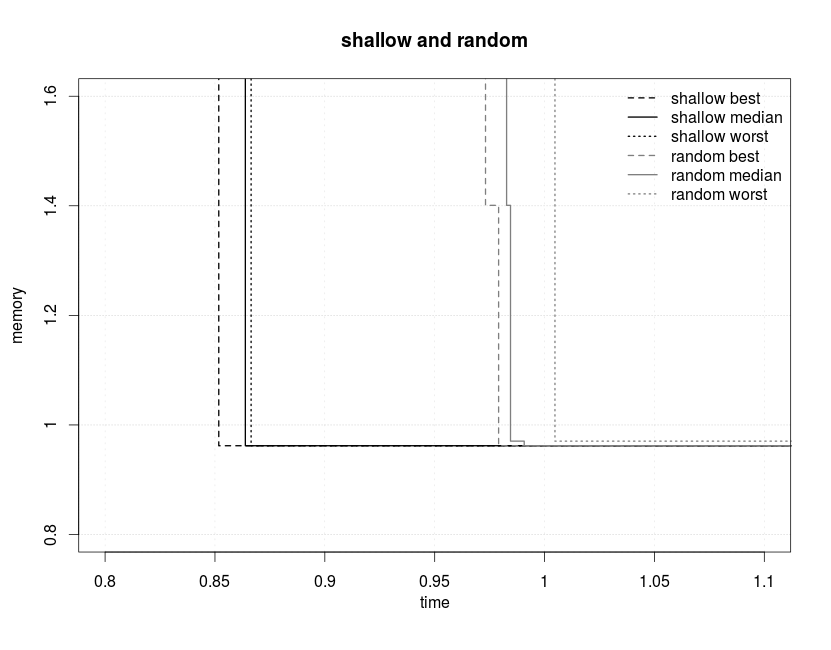 shallow and random
shallow best
shallow median
shallow worst
random best
random median
random worst
memory
1.6
1.4
1.2
1
0.8
0.8
0.85
0.9
0.95
1
1.05
1.1
time